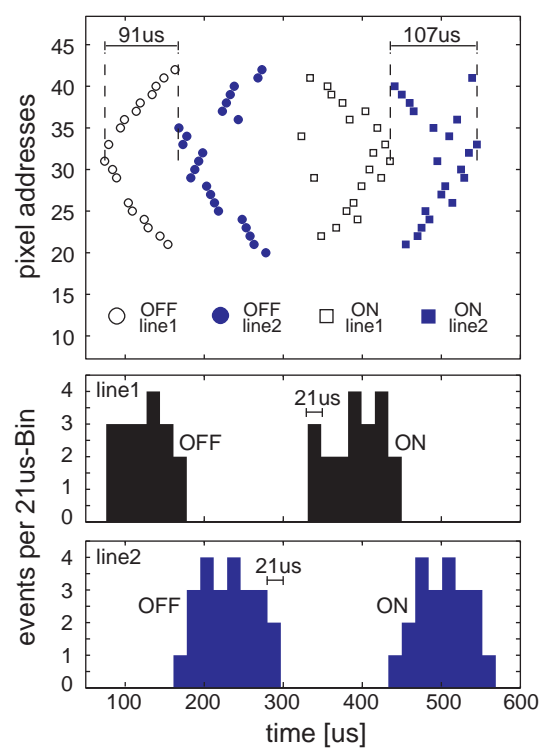 91us
107us
45
40
35
30
25
20
15
10
pixel addresses
OFF
line1
OFF
line2
ON
line1
ON
line2
4
3
2
1
0
line1
21us
OFF
ON
4
3
2
1
0
line2
21us
OFF
ON
events per 21us-Bin
100
200
300
400
500
600
time [us]